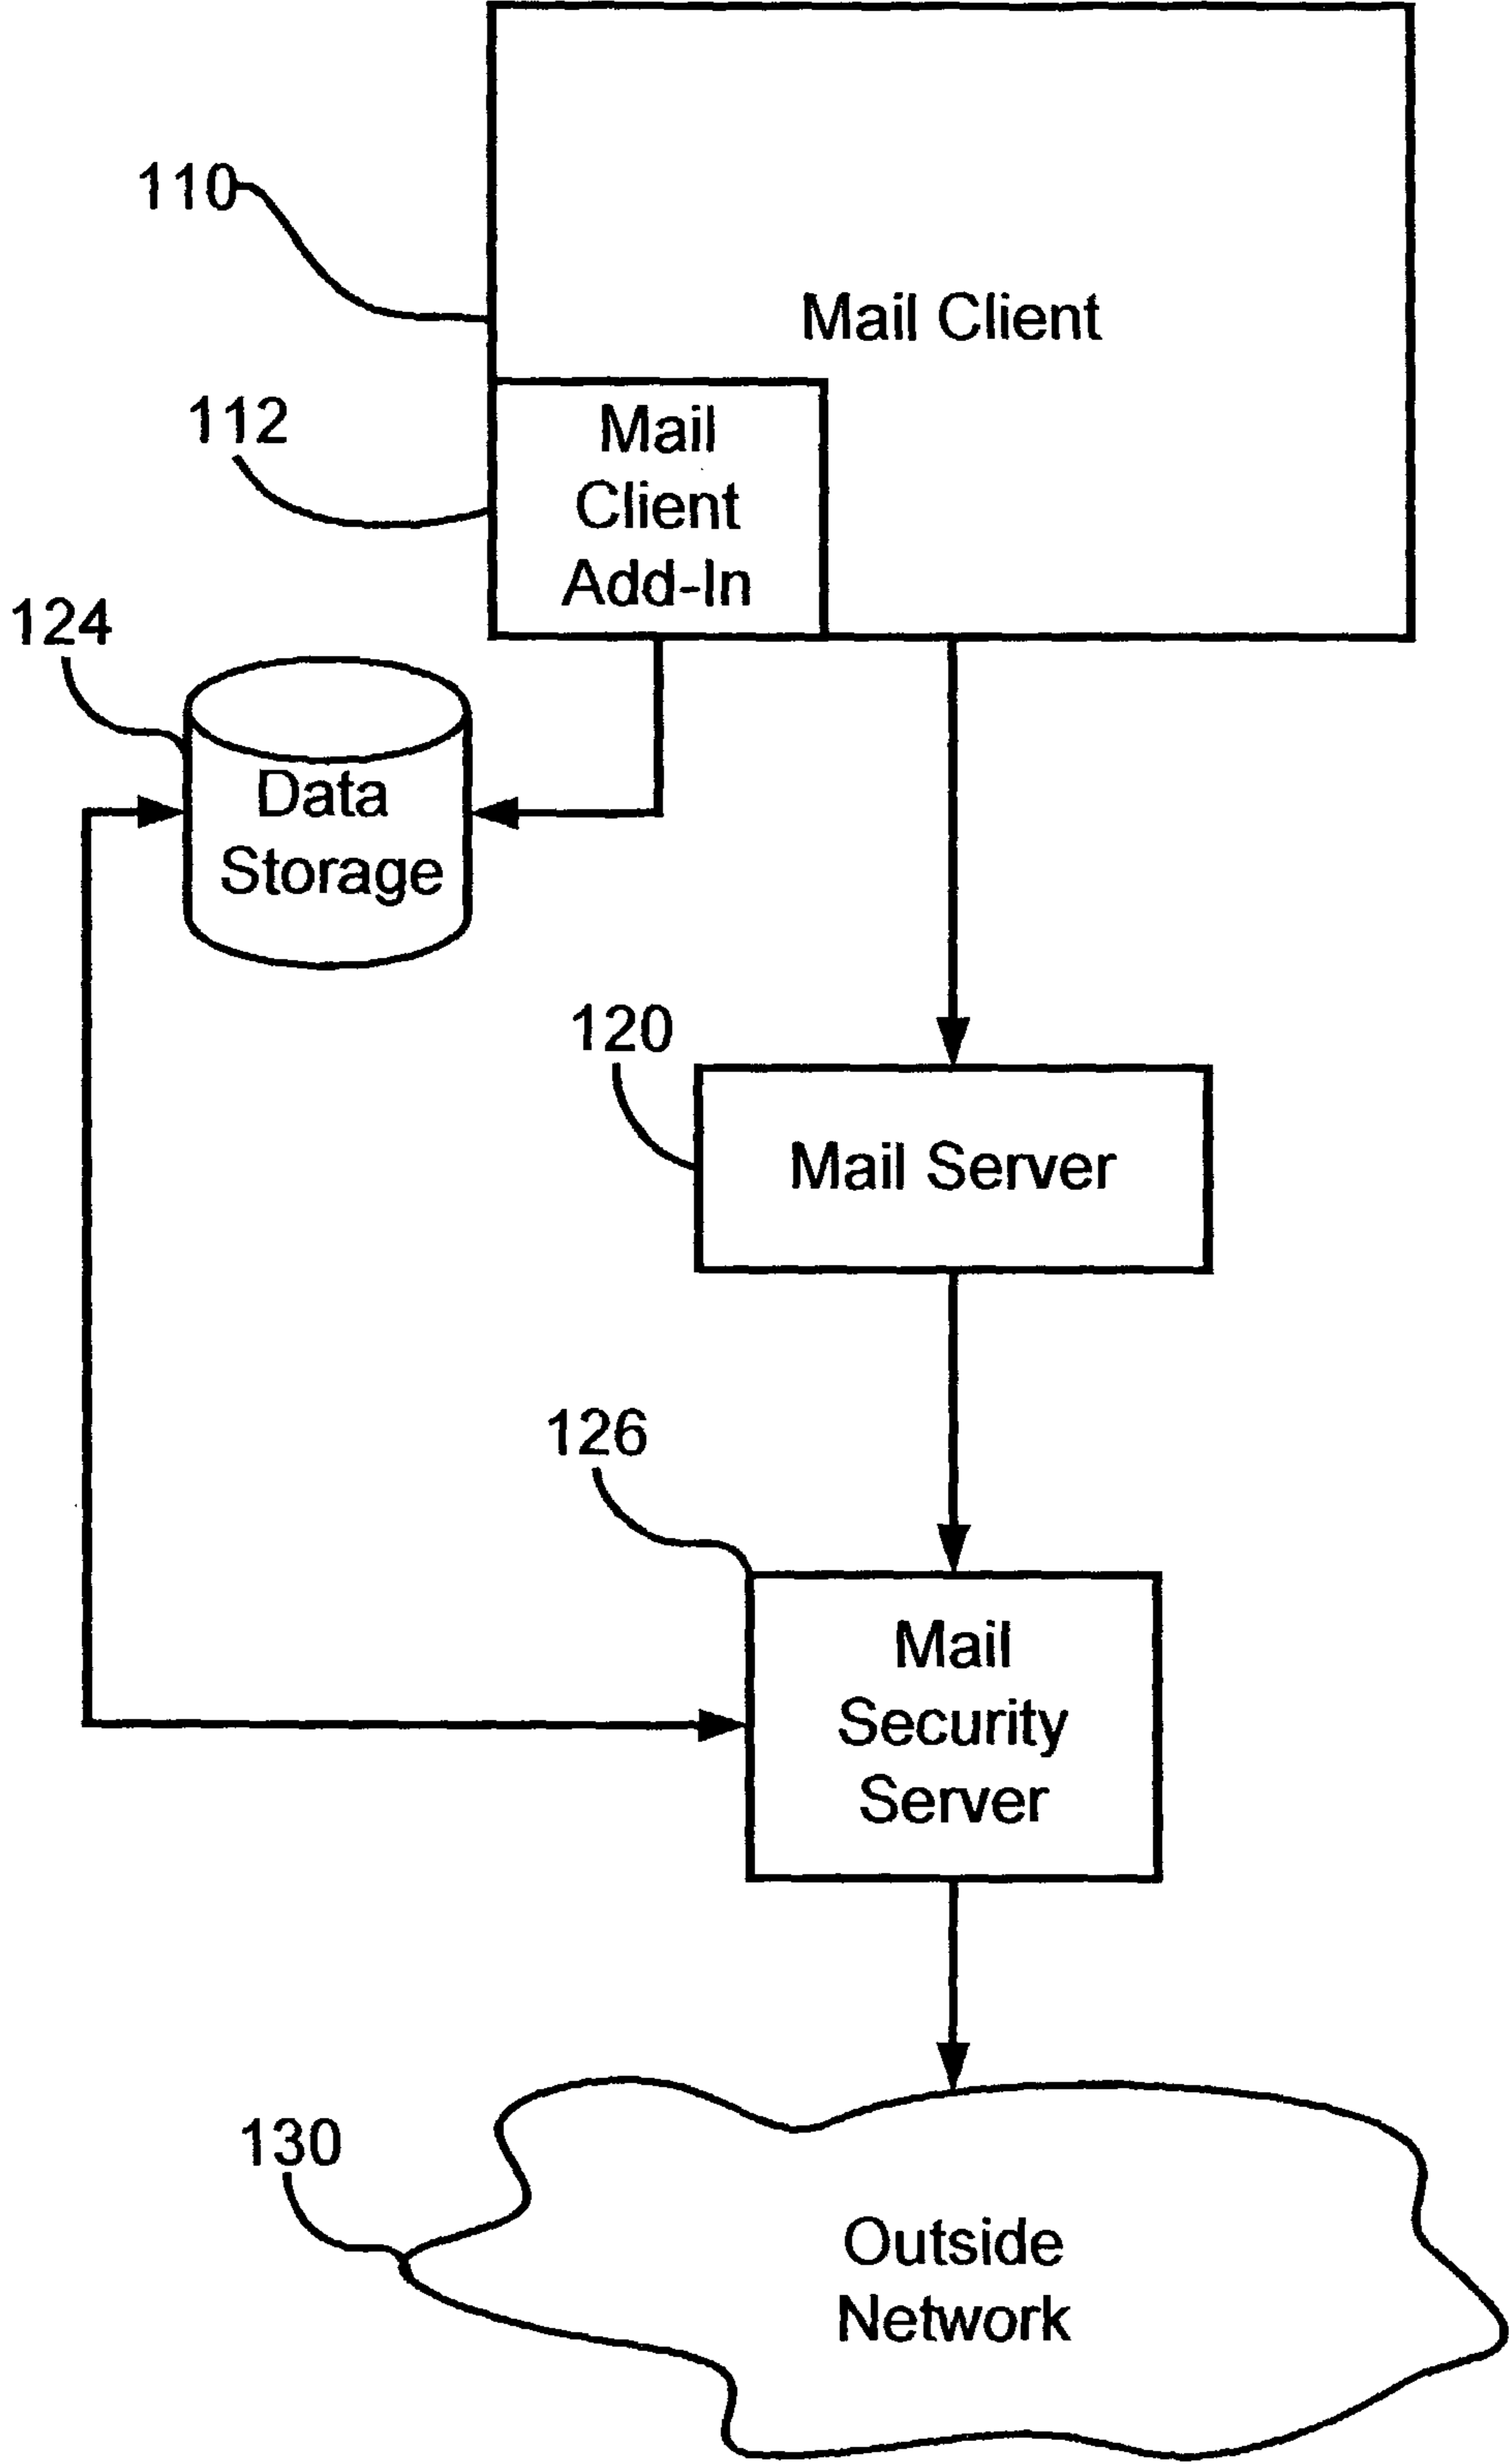 110
Mail Client
112
Mail
Client
Add-In
124
Data
Storage
120
Mail Server
126
Mail
Security
Server
130
Outside
Network